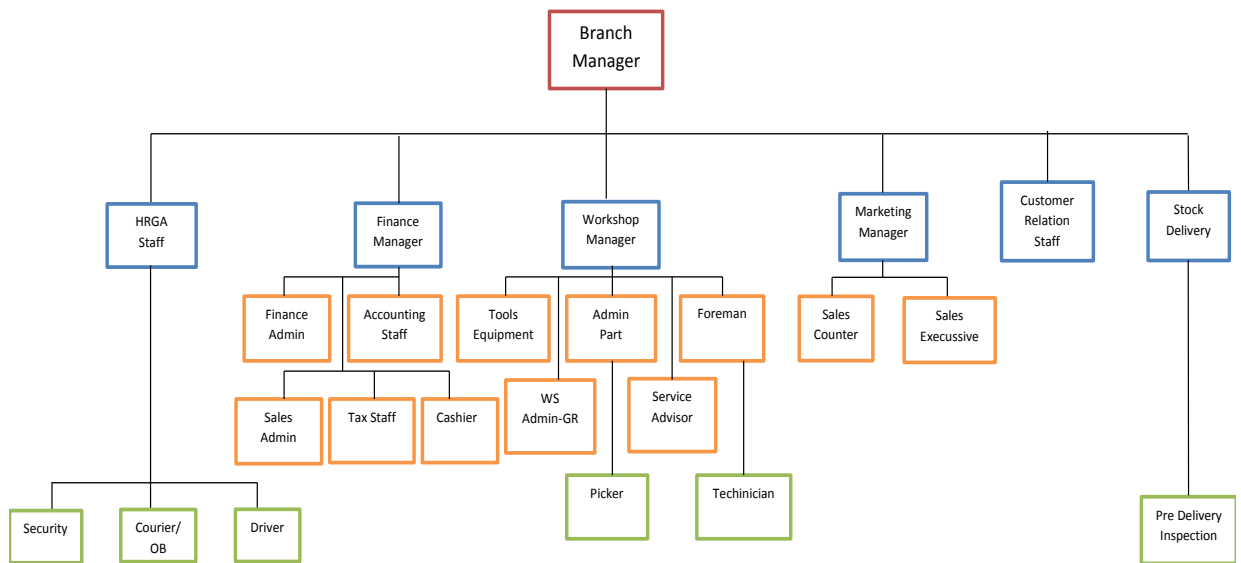 Branch
Manager
HRGA
Staff
Finance
Manager
Workshop
Manager
Marketing
Manager
Customer
Relation
Staff
Stock
Delivery
Finance
Admin
Accounting
Staff
Tools
Equipment
Admin
Part
Foreman
Sales
Counter
Sales
Execussive
Sales
Admin
Tax Staff
Cashier
WS
Admin-GR
Service
Advisor
Security
Courier/
OB
Driver
Picker
Techinician
Pre Delivery
Inspection